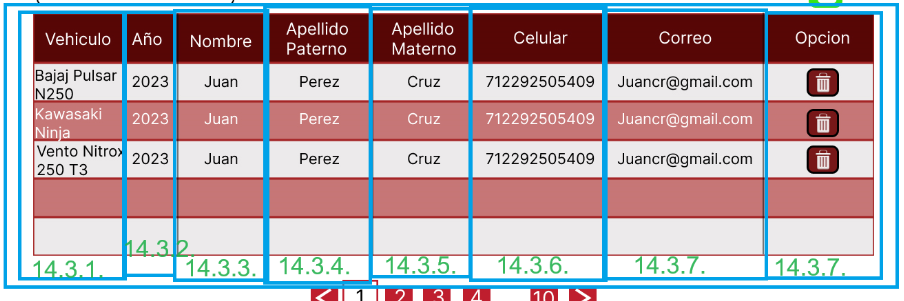 Vehiculo Año Nombre Apellido Paterno Apellido Materno Celular Correo Opcion
Bajaj Pulsar N250 2023 Juan Perez Cruz 712292505409 Juancr@gmail.com
Kawasaki Ninja 2023 Juan Perez Cruz 712292505409 Juancr@gmail.com
Vento Nitrox 250 T3 2023 Juan Perez Cruz 712292505409 Juancr@gmail.com
14.3.1. 14.3.2. 14.3.3. 14.3.4. 14.3.5. 14.3.6. 14.3.7. 14.3.7.
< 1 2 3 4 10 >